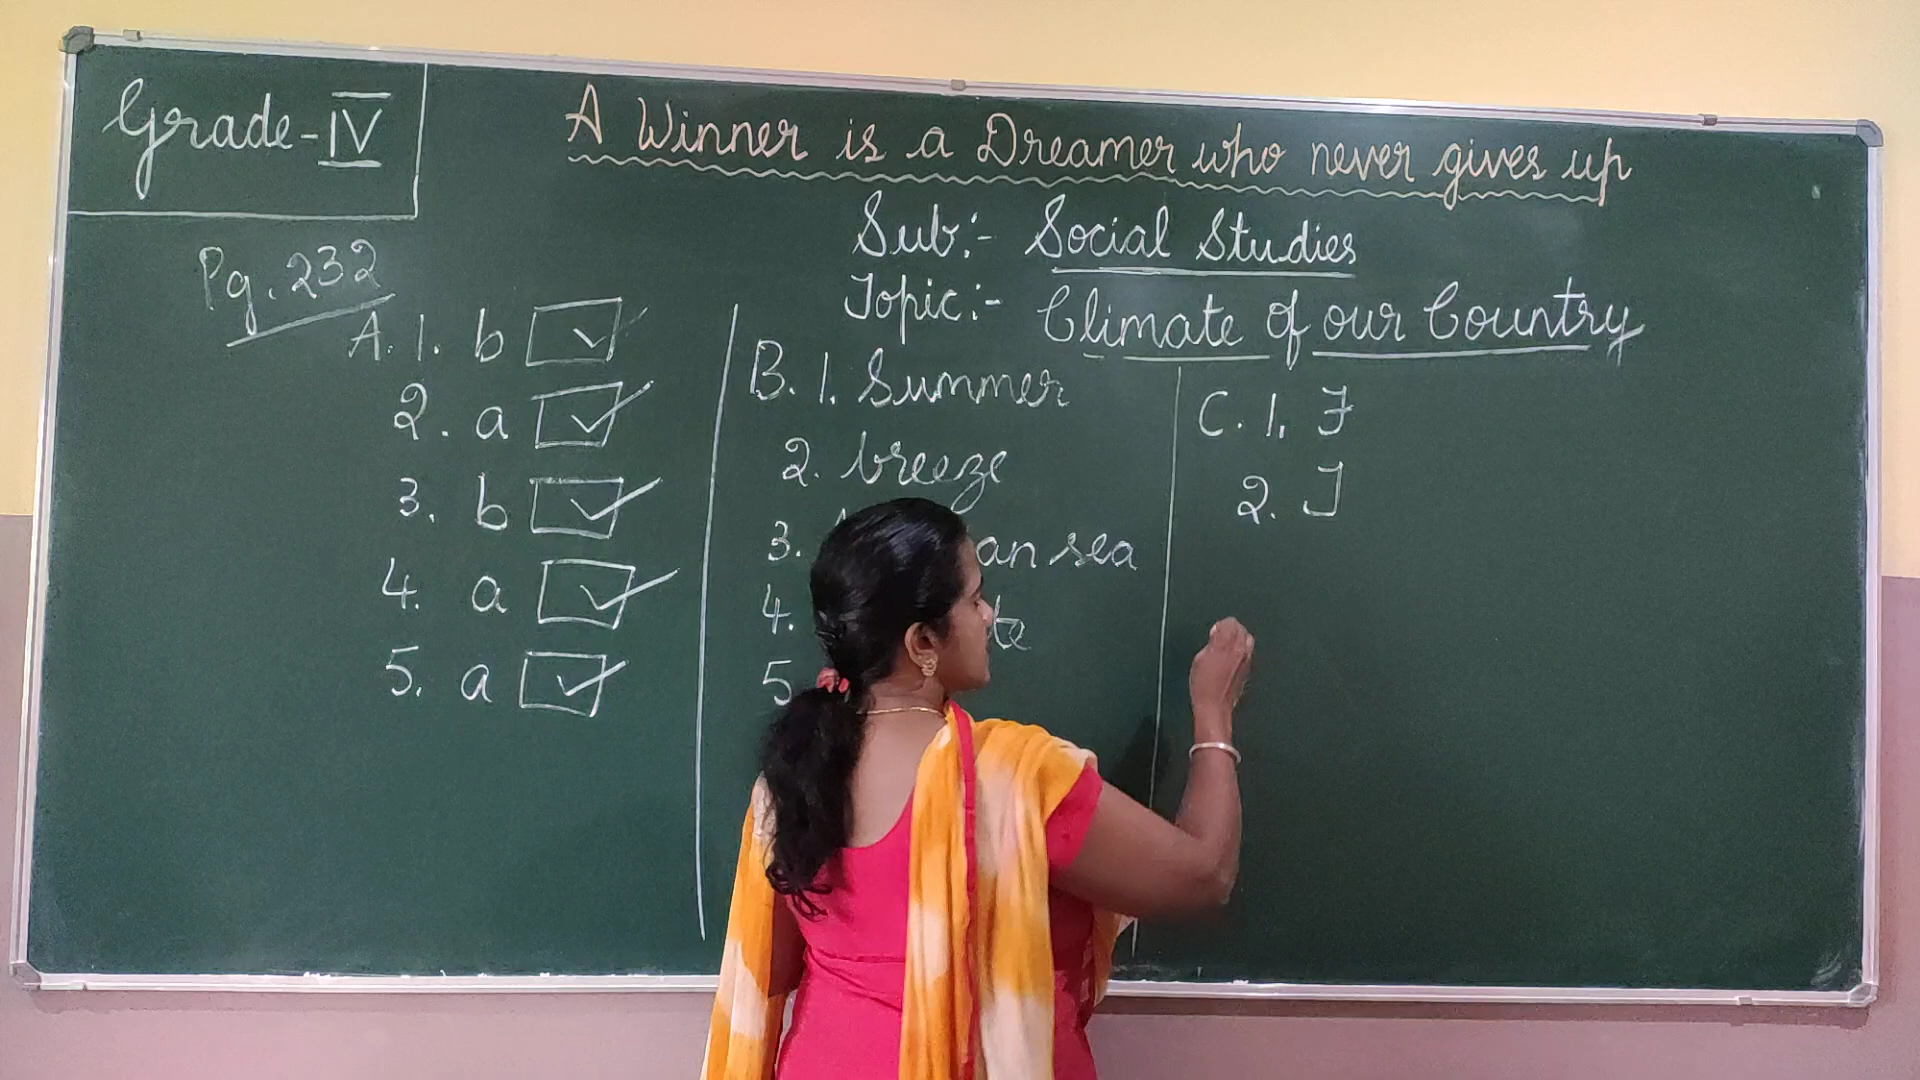 Grade-IV
A Winner is a Dreamer who never gives up
Sub:- Social Studies
Topic:- Climate of our Country
Pg. 232
A. 1. b
2. a
3. b
4. a
5. a
B. 1. Summer
2. breeze
3. sea
4.
5
C. 1. F
2. T